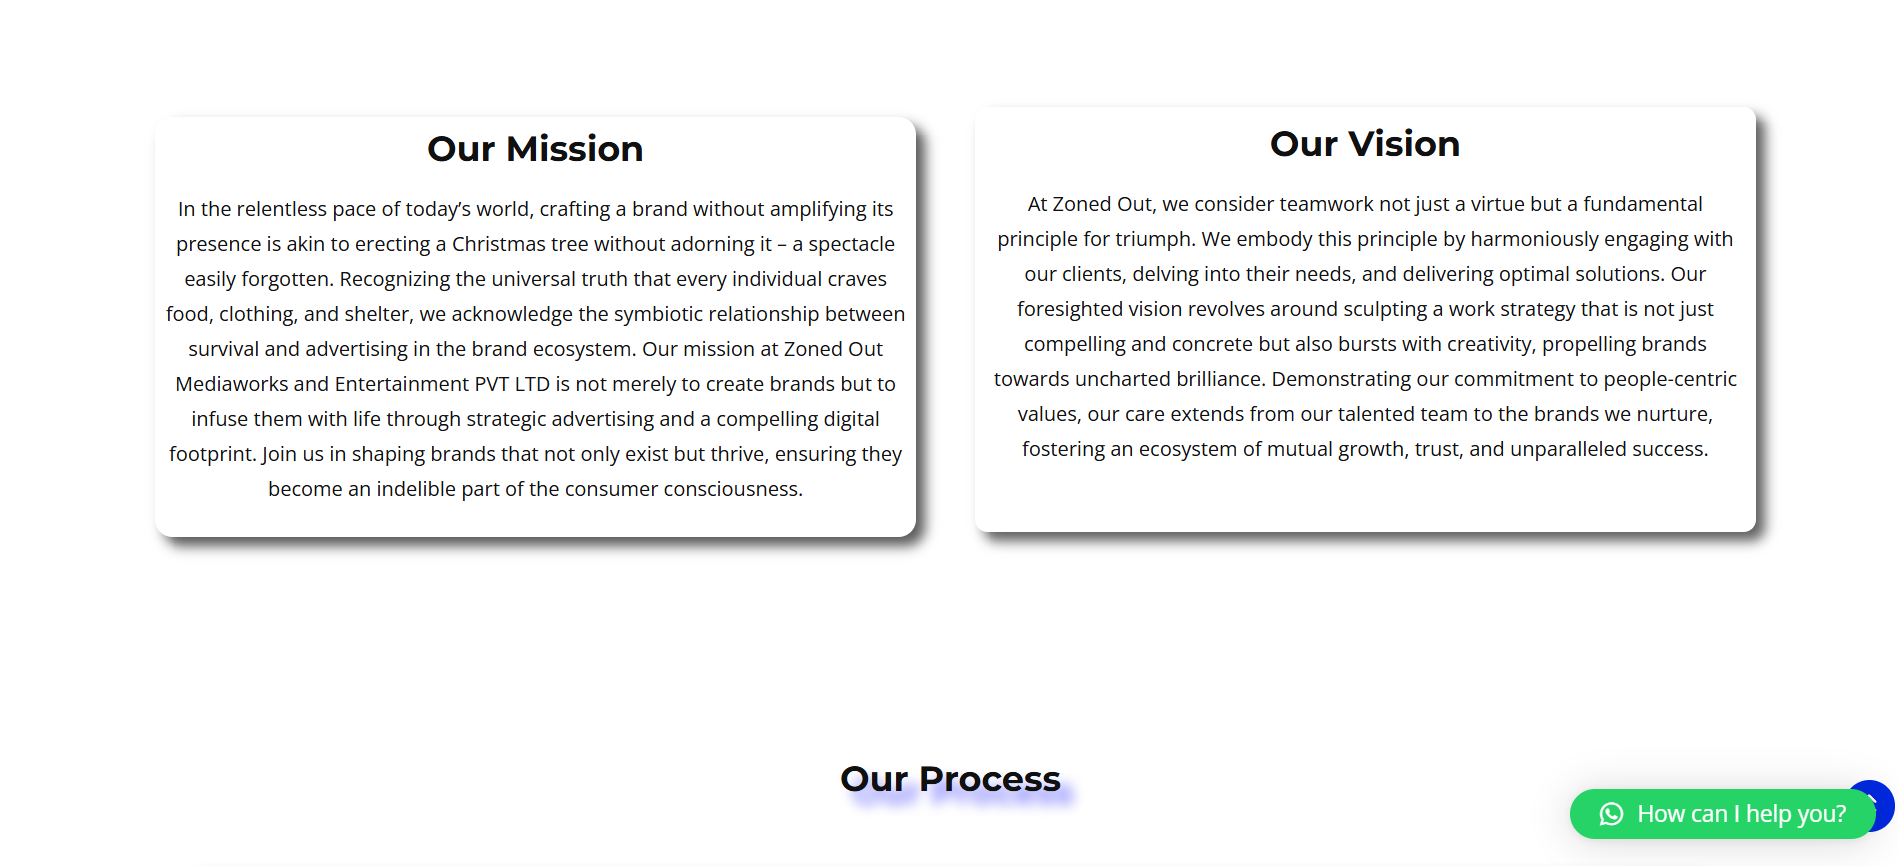 Our Mission
In the relentless pace of today’s world, crafting a brand without amplifying its
presence is akin to erecting a Christmas tree without adorning it – a spectacle
easily forgotten. Recognizing the universal truth that every individual craves
food, clothing, and shelter, we acknowledge the symbiotic relationship between
survival and advertising in the brand ecosystem. Our mission at Zoned Out
Mediaworks and Entertainment PVT LTD is not merely to create brands but to
infuse them with life through strategic advertising and a compelling digital
footprint. Join us in shaping brands that not only exist but thrive, ensuring they
become an indelible part of the consumer consciousness.
Our Vision
At Zoned Out, we consider teamwork not just a virtue but a fundamental
principle for triumph. We embody this principle by harmoniously engaging with
our clients, delving into their needs, and delivering optimal solutions. Our
foresighted vision revolves around sculpting a work strategy that is not just
compelling and concrete but also bursts with creativity, propelling brands
towards uncharted brilliance. Demonstrating our commitment to people-centric
values, our care extends from our talented team to the brands we nurture,
fostering an ecosystem of mutual growth, trust, and unparalleled success.
Our Process
How can I help you?